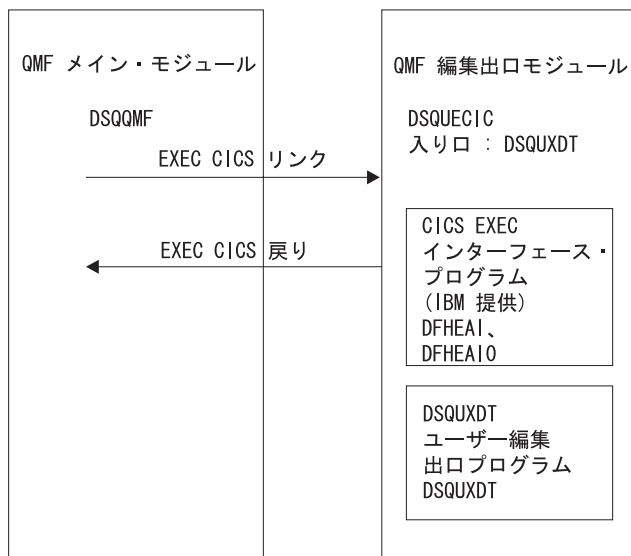 QMF メイン・モジュール
DSQQMF
EXEC CICS リンク
EXEC CICS 戻り
QMF 編集出口モジュール
DSQUECIC
入り口 : DSQUXDT
CICS EXEC
インターフェース・
プログラム
(IBM 提供)
DFHEAI、
DFHEAI0
DSQUXDT
ユーザー編集
出口プログラム
DSQUXDT